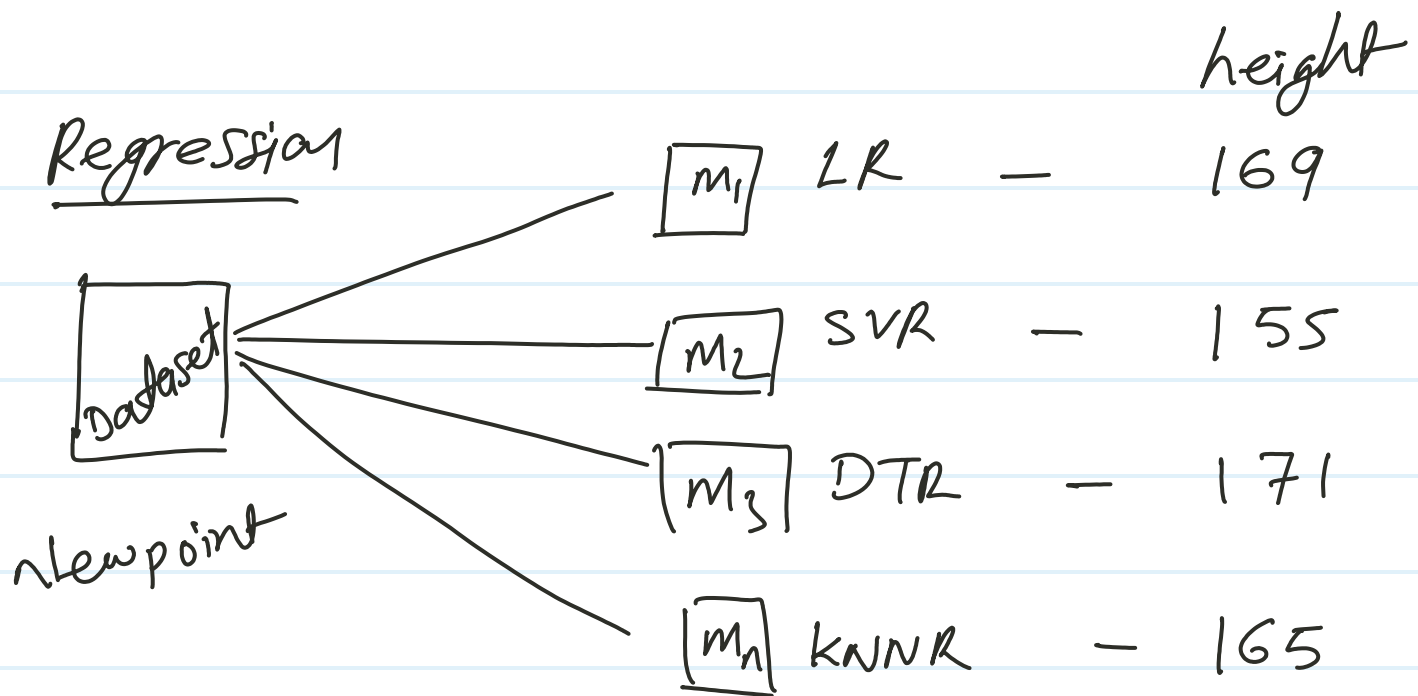 height
Regression
M1 LR — 169
Dataset
M2 SVR — 155
M3 DTR — 171
Newpoint
Mn KNNR — 165